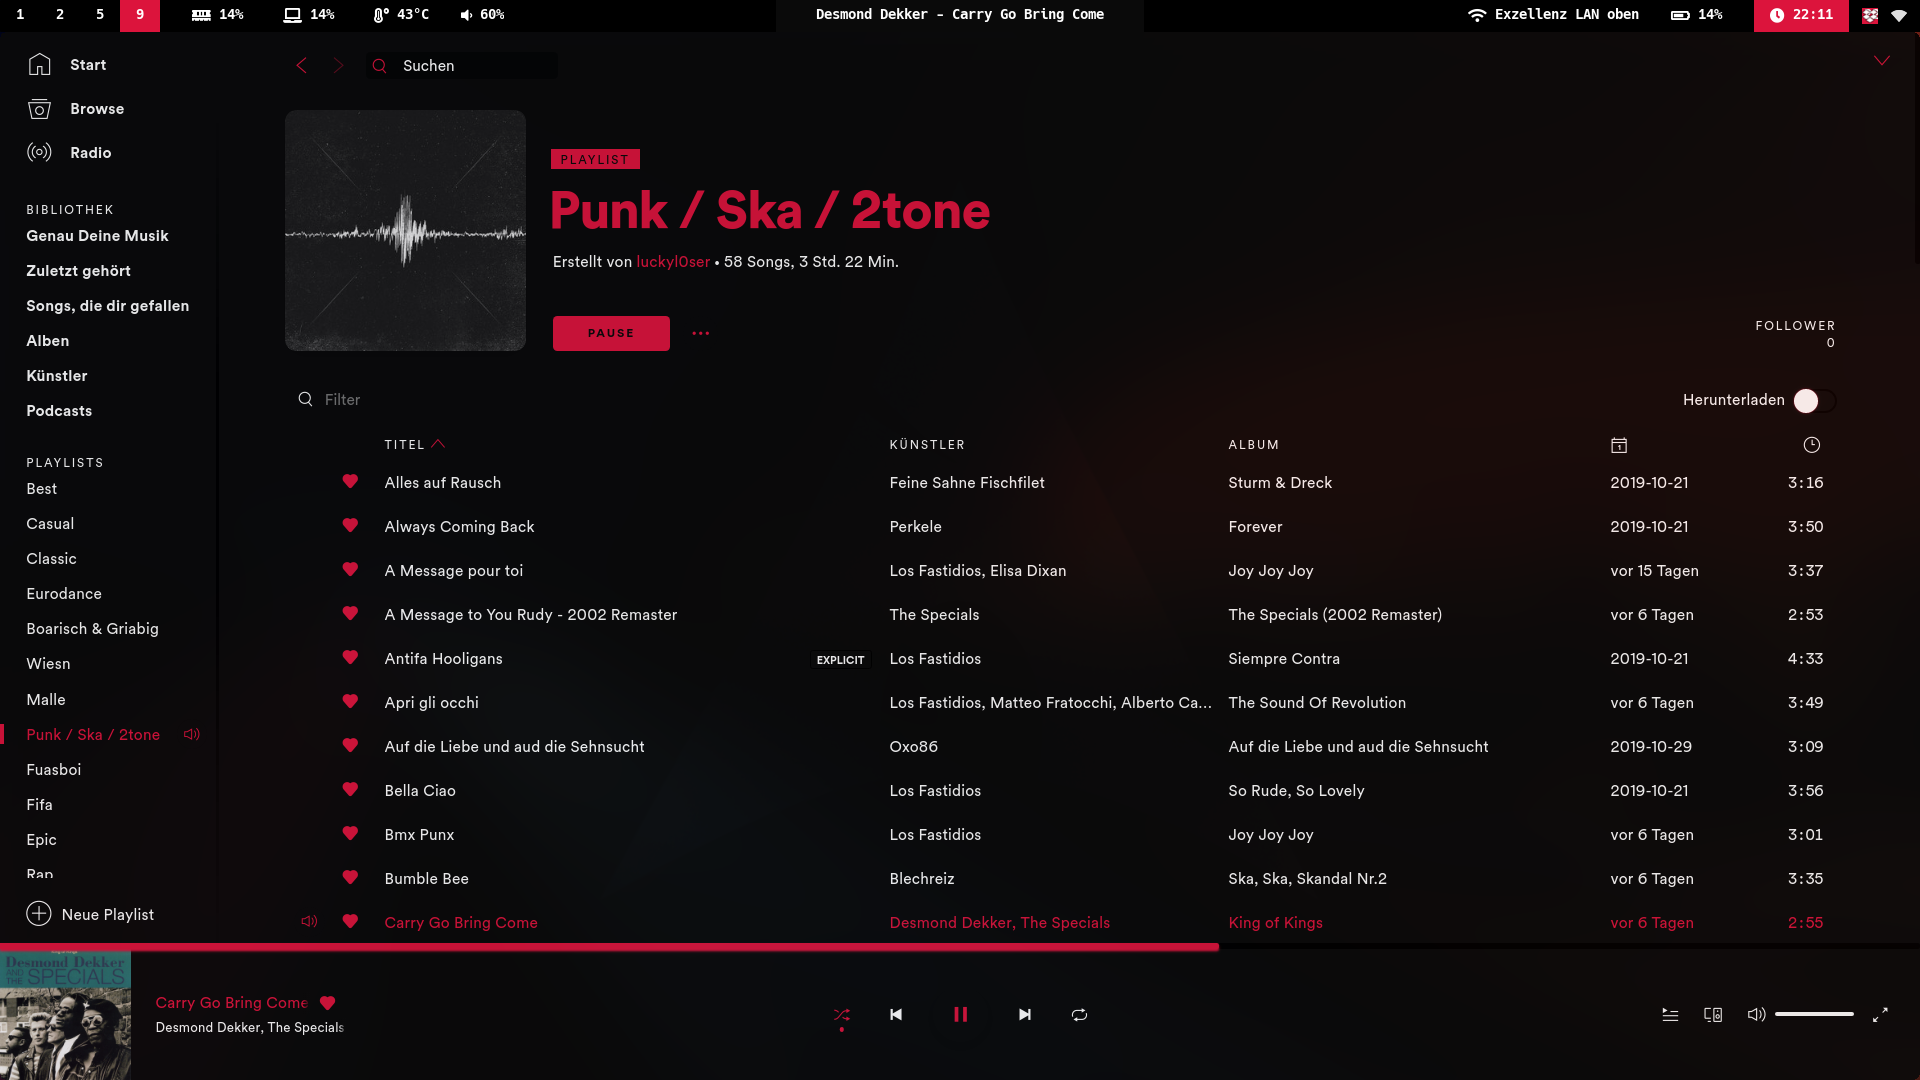 1 2 5 9 14% 14% 43°C 60% Desmond Dekker - Carry Go Bring Come Exzellenz LAN oben 14% 22:11
Start
Browse
Radio
BIBLIOTHEK
Genau Deine Musik
Zuletzt gehört
Songs, die dir gefallen
Alben
Künstler
Podcasts
PLAYLISTS
Best
Casual
Classic
Eurodance
Boarisch & Griabig
Wiesn
Malle
Punk / Ska / 2tone
Fuasboi
Fifa
Epic
Rap
Neue Playlist
Suchen
PLAYLIST
Punk / Ska / 2tone
Erstellt von luckyl0ser • 58 Songs, 3 Std. 22 Min.
PAUSE
FOLLOWER
0
Filter Herunterladen
TITEL KÜNSTLER ALBUM
Alles auf Rausch Feine Sahne Fischfilet Sturm & Dreck 2019-10-21 3:16
Always Coming Back Perkele Forever 2019-10-21 3:50
A Message pour toi Los Fastidios, Elisa Dixan Joy Joy Joy vor 15 Tagen 3:37
A Message to You Rudy - 2002 Remaster The Specials The Specials (2002 Remaster) vor 6 Tagen 2:53
Antifa Hooligans EXPLICIT Los Fastidios Siempre Contra 2019-10-21 4:33
Apri gli occhi Los Fastidios, Matteo Fratocchi, Alberto Ca... The Sound Of Revolution vor 6 Tagen 3:49
Auf die Liebe und aud die Sehnsucht Oxo86 Auf die Liebe und aud die Sehnsucht 2019-10-29 3:09
Bella Ciao Los Fastidios So Rude, So Lovely 2019-10-21 3:56
Bmx Punx Los Fastidios Joy Joy Joy vor 6 Tagen 3:01
Bumble Bee Blechreiz Ska, Ska, Skandal Nr.2 vor 6 Tagen 3:35
Carry Go Bring Come Desmond Dekker, The Specials King of Kings vor 6 Tagen 2:55
Desmond Dekker
AND THE SPECIALS
Carry Go Bring Come
Desmond Dekker, The Specials